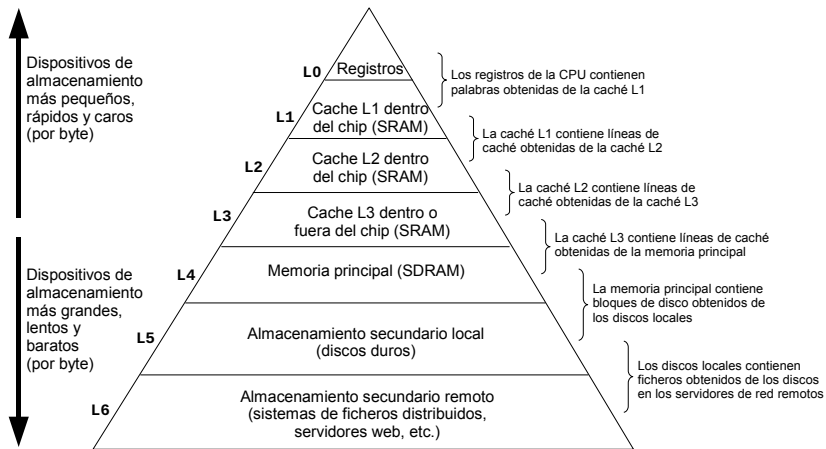 Dispositivos de
almacenamiento
más pequeños,
rápidos y caros
(por byte)
Dispositivos de
almacenamiento
más grandes,
lentos y
baratos
(por byte)
L0
Registros
L1
Cache L1 dentro
del chip (SRAM)
L2
Cache L2 dentro
del chip (SRAM)
L3
Cache L3 dentro o
fuera del chip (SRAM)
L4
Memoria principal (SDRAM)
L5
Almacenamiento secundario local
(discos duros)
L6
Almacenamiento secundario remoto
(sistemas de ficheros distribuidos,
servidores web, etc.)
Los registros de la CPU contienen
palabras obtenidas de la caché L1
La caché L1 contiene líneas de
caché obtenidas de la caché L2
La caché L2 contiene líneas de
caché obtenidas de la caché L3
La caché L3 contiene líneas de caché
obtenidas de la memoria principal
La memoria principal contiene
bloques de disco obtenidos de
los discos locales
Los discos locales contienen
ficheros obtenidos de los discos
en los servidores de red remotos